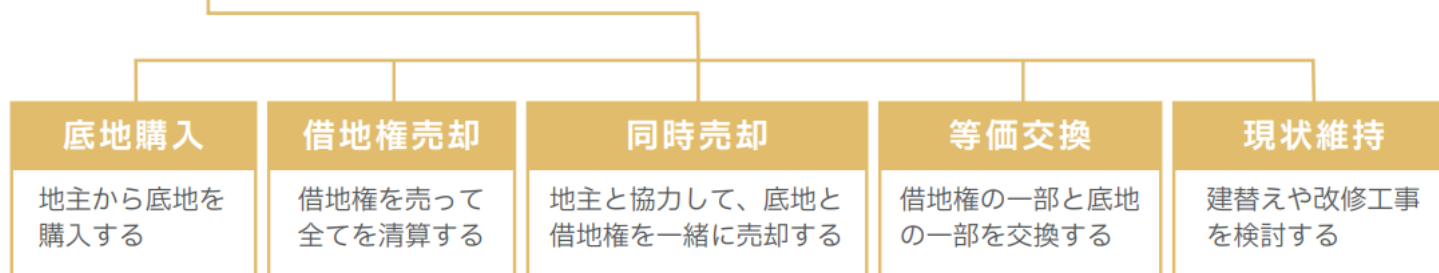 底地購入
地主から底地を
購入する
借地権売却
借地権を売って
全てを清算する
同時売却
地主と協力して、底地と
借地権を一緒に売却する
等価交換
借地権の一部と底地
の一部を交換する
現状維持
建替えや改修工事
を検討する